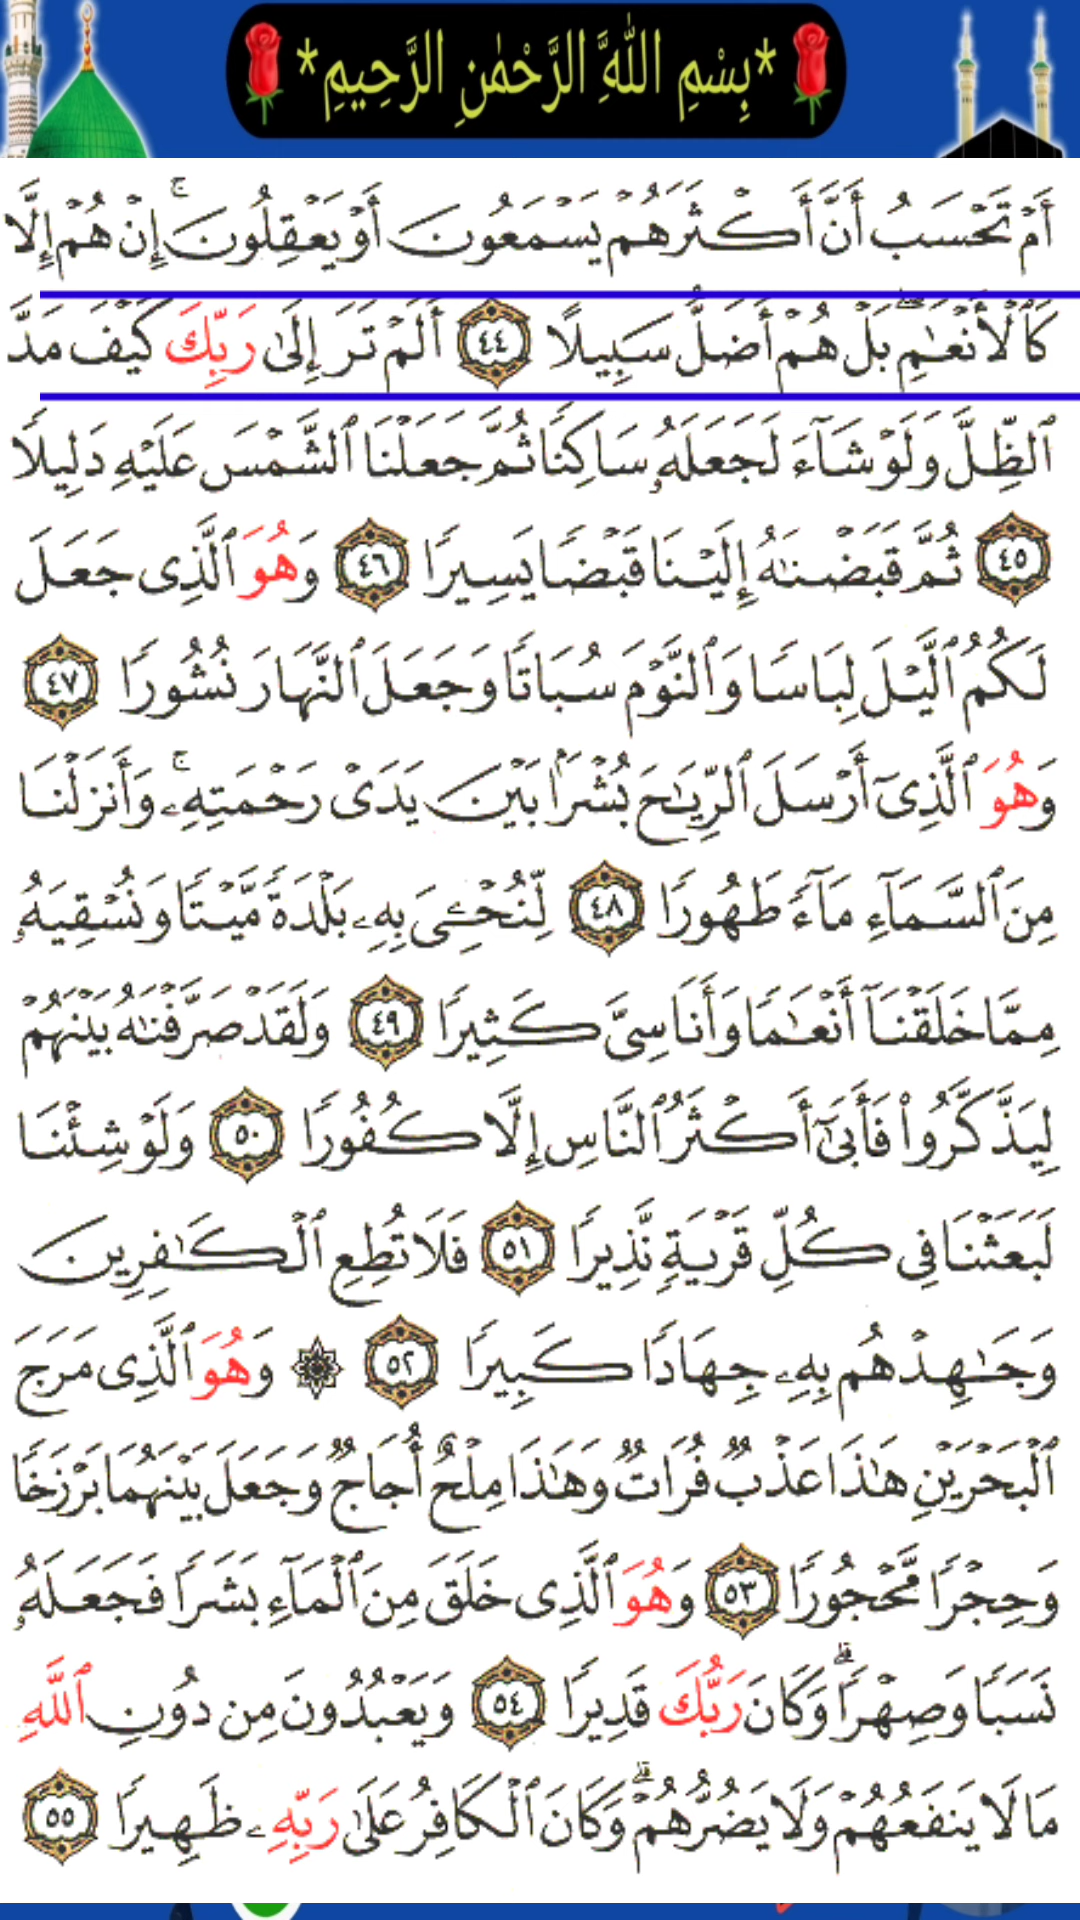 *بِسْمِ اللهَِّ الرَّحْمٰنِ الرَّحِيمِ*
أَمْ تَحْسَبُ أَنَّ أَكْثَرَهُمْ يَسْمَعُونَ أَوْ يَعْقِلُونَ ۚ إِنْ هُمْ إِلَّا
كَٱلْأَنْعَـٰمِ ۖ بَلْ هُمْ أَضَلُّ سَبِيلًا ٤٤ أَلَمْ تَرَ إِلَىٰ رَبِّكَ كَيْفَ مَدَّ
ٱلظِّلَّ وَلَوْ شَآءَ لَجَعَلَهُۥ سَاكِنًا ثُمَّ جَعَلْنَا ٱلشَّمْسَ عَلَيْهِ دَلِيلًا
٤٥ ثُمَّ قَبَضْنَـٰهُ إِلَيْنَا قَبْضًا يَسِيرًا ٤٦ وَهُوَ ٱلَّذِى جَعَلَ
لَكُمُ ٱلَّيْلَ لِبَاسًا وَٱلنَّوْمَ سُبَاتًا وَجَعَلَ ٱلنَّهَارَ نُشُورًا ٤٧
وَهُوَ ٱلَّذِىٓ أَرْسَلَ ٱلرِّيَـٰحَ بُشْرًۢا بَيْنَ يَدَىْ رَحْمَتِهِۦ ۚ وَأَنزَلْنَا
مِنَ ٱلسَّمَآءِ مَآءً طَهُورًا ٤٨ لِّنُحْـِۧىَ بِهِۦ بَلْدَةً مَّيْتًا وَنُسْقِيَهُۥ
مِمَّا خَلَقْنَآ أَنْعَـٰمًا وَأَنَاسِىَّ كَثِيرًا ٤٩ وَلَقَدْ صَرَّفْنَـٰهُ بَيْنَهُمْ
لِيَذَّكَّرُوا۟ فَأَبَىٰٓ أَكْثَرُ ٱلنَّاسِ إِلَّا كُفُورًا ٥٠ وَلَوْ شِئْنَا
لَبَعَثْنَا فِى كُلِّ قَرْيَةٍ نَّذِيرًا ٥١ فَلَا تُطِعِ ٱلْكَـٰفِرِينَ
وَجَـٰهِدْهُم بِهِۦ جِهَادًا كَبِيرًا ٥٢ ۞ وَهُوَ ٱلَّذِى مَرَجَ
ٱلْبَحْرَيْنِ هَـٰذَا عَذْبٌ فُرَاتٌ وَهَـٰذَا مِلْحٌ أُجَاجٌ وَجَعَلَ بَيْنَهُمَا بَرْزَخًا
وَحِجْرًا مَّحْجُورًا ٥٣ وَهُوَ ٱلَّذِى خَلَقَ مِنَ ٱلْمَآءِ بَشَرًا فَجَعَلَهُۥ
نَسَبًا وَصِهْرًا ۗ وَكَانَ رَبُّكَ قَدِيرًا ٥٤ وَيَعْبُدُونَ مِن دُونِ ٱللَّهِ
مَا لَا يَنفَعُهُمْ وَلَا يَضُرُّهُمْ ۗ وَكَانَ ٱلْكَافِرُ عَلَىٰ رَبِّهِۦ ظَهِيرًا ٥٥